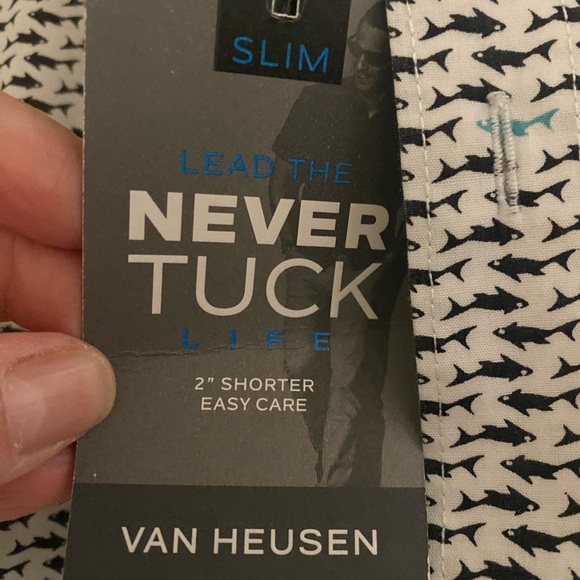 SLIM
LEAD THE
NEVER
TUCK
LIFE
2" SHORTER
EASY CARE
VAN HEUSEN